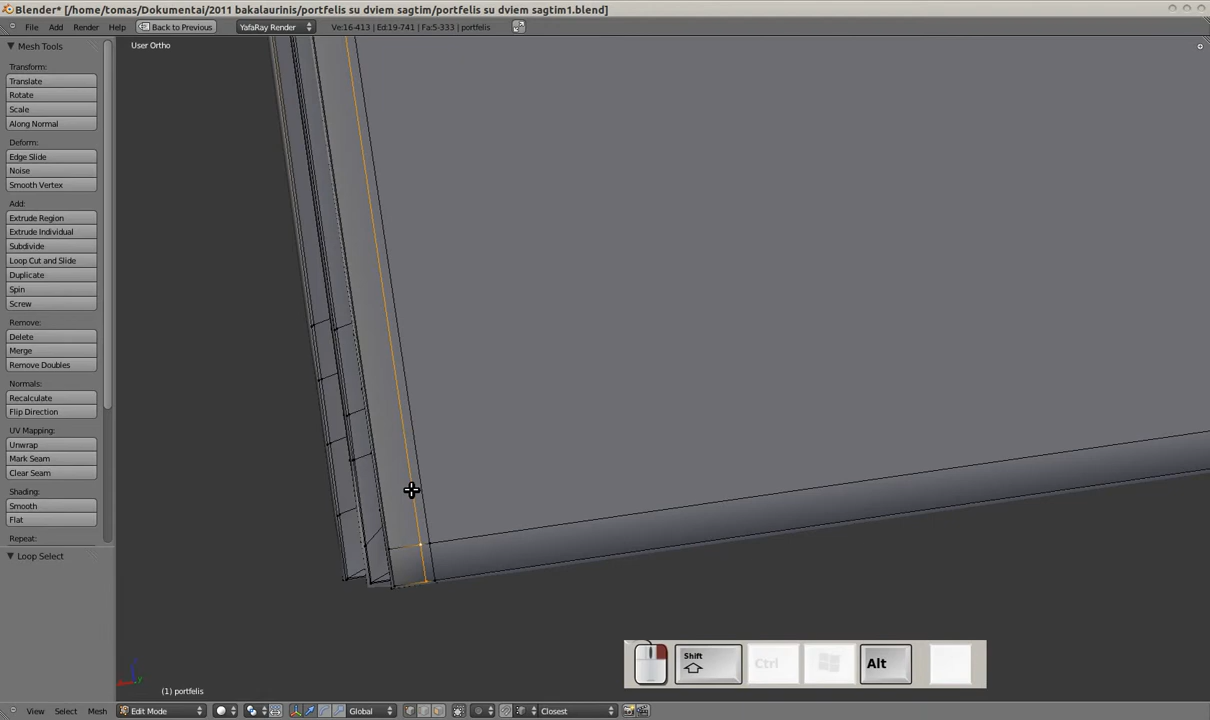 Blender* [/home/tomas/Dokumentai/2011 bakalaurinis/portfelis su dviem sagtim/portfelis su dviem sagtim1.blend]
File Add Render Help Back to Previous YafaRay Render Ve:16-413 | Ed:19-741 | Fa:5-333 | portfelis
Mesh Tools
User Ortho
Transform:
Translate
Rotate
Scale
Along Normal
Deform:
Edge Slide
Noise
Smooth Vertex
Add:
Extrude Region
Extrude Individual
Subdivide
Loop Cut and Slide
Duplicate
Spin
Screw
Remove:
Delete
Merge
Remove Doubles
Normals:
Recalculate
Flip Direction
UV Mapping:
Unwrap
Mark Seam
Clear Seam
Shading:
Smooth
Flat
Repeat:
Loop Select
Shift Ctrl Alt
(1) portfelis
View Select Mesh Edit Mode Global Closest